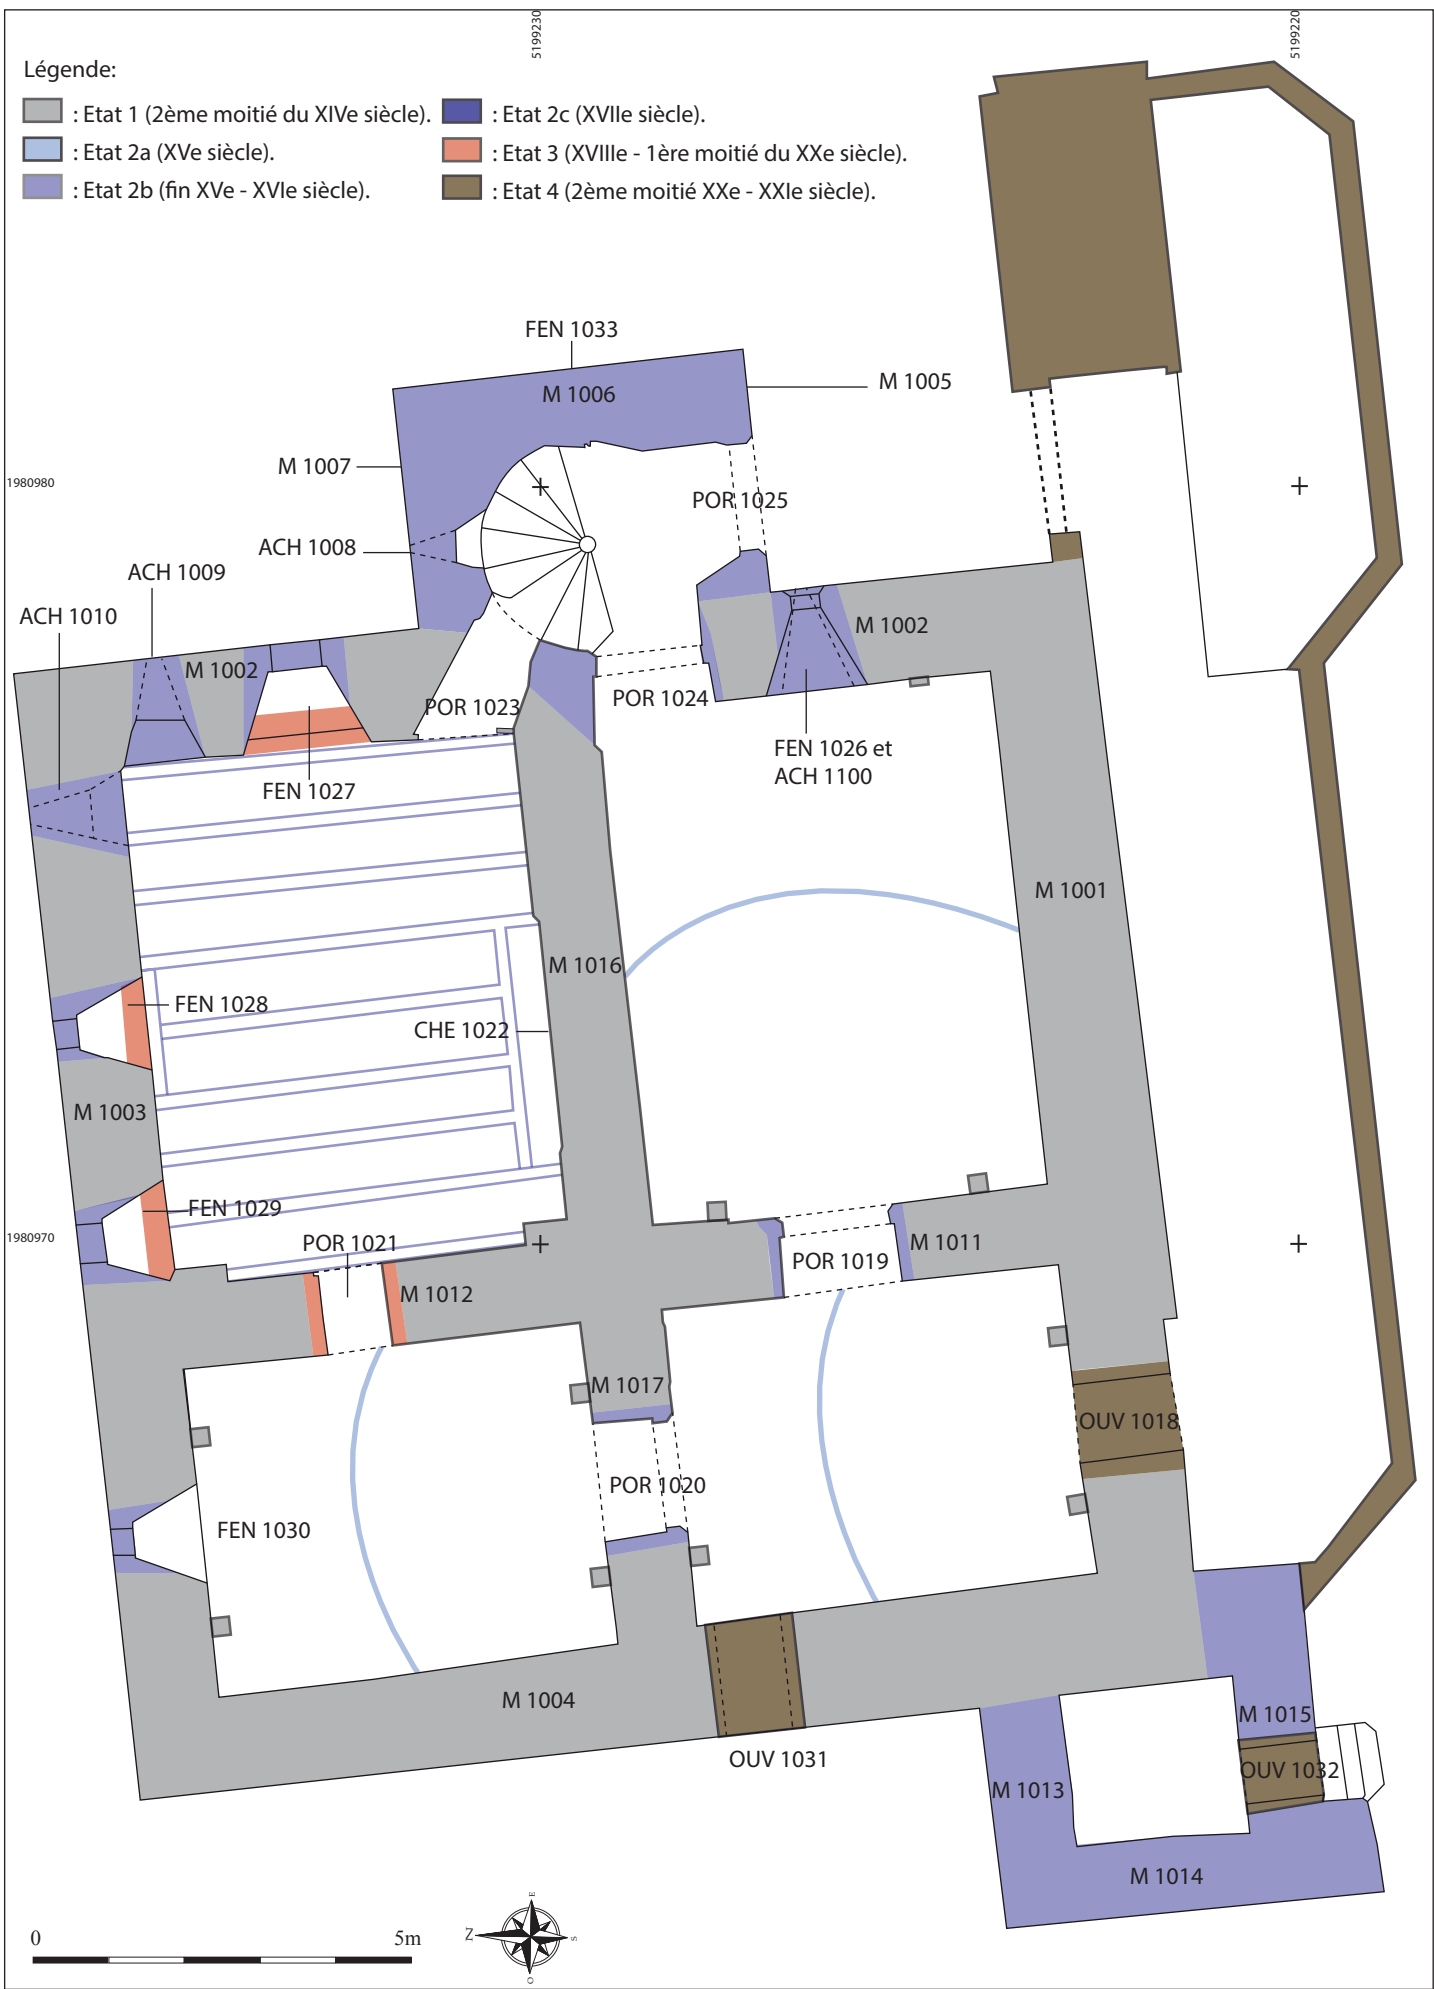 5199230
5199220
Légende:
: Etat 1 (2ème moitié du XIVe siècle).
: Etat 2c (XVIIe siècle).
: Etat 2a (XVe siècle).
: Etat 3 (XVIIIe - 1ère moitié du XXe siècle).
: Etat 2b (fin XVe - XVIe siècle).
: Etat 4 (2ème moitié XXe - XXIe siècle).
FEN 1033
M 1006
M 1005
M 1007
1980980
POR 1025
ACH 1008
ACH 1009
ACH 1010
M 1002
M 1002
POR 1023
POR 1024
FEN 1026 et
ACH 1100
FEN 1027
M 1001
M 1016
FEN 1028
CHE 1022
M 1003
FEN 1029
1980970
POR 1021
M 1011
POR 1019
M 1012
M 1017
OUV 1018
POR 1020
FEN 1030
M 1004
M 1015
OUV 1031
OUV 1032
M 1013
M 1014
E
Z
S
O
0
5m